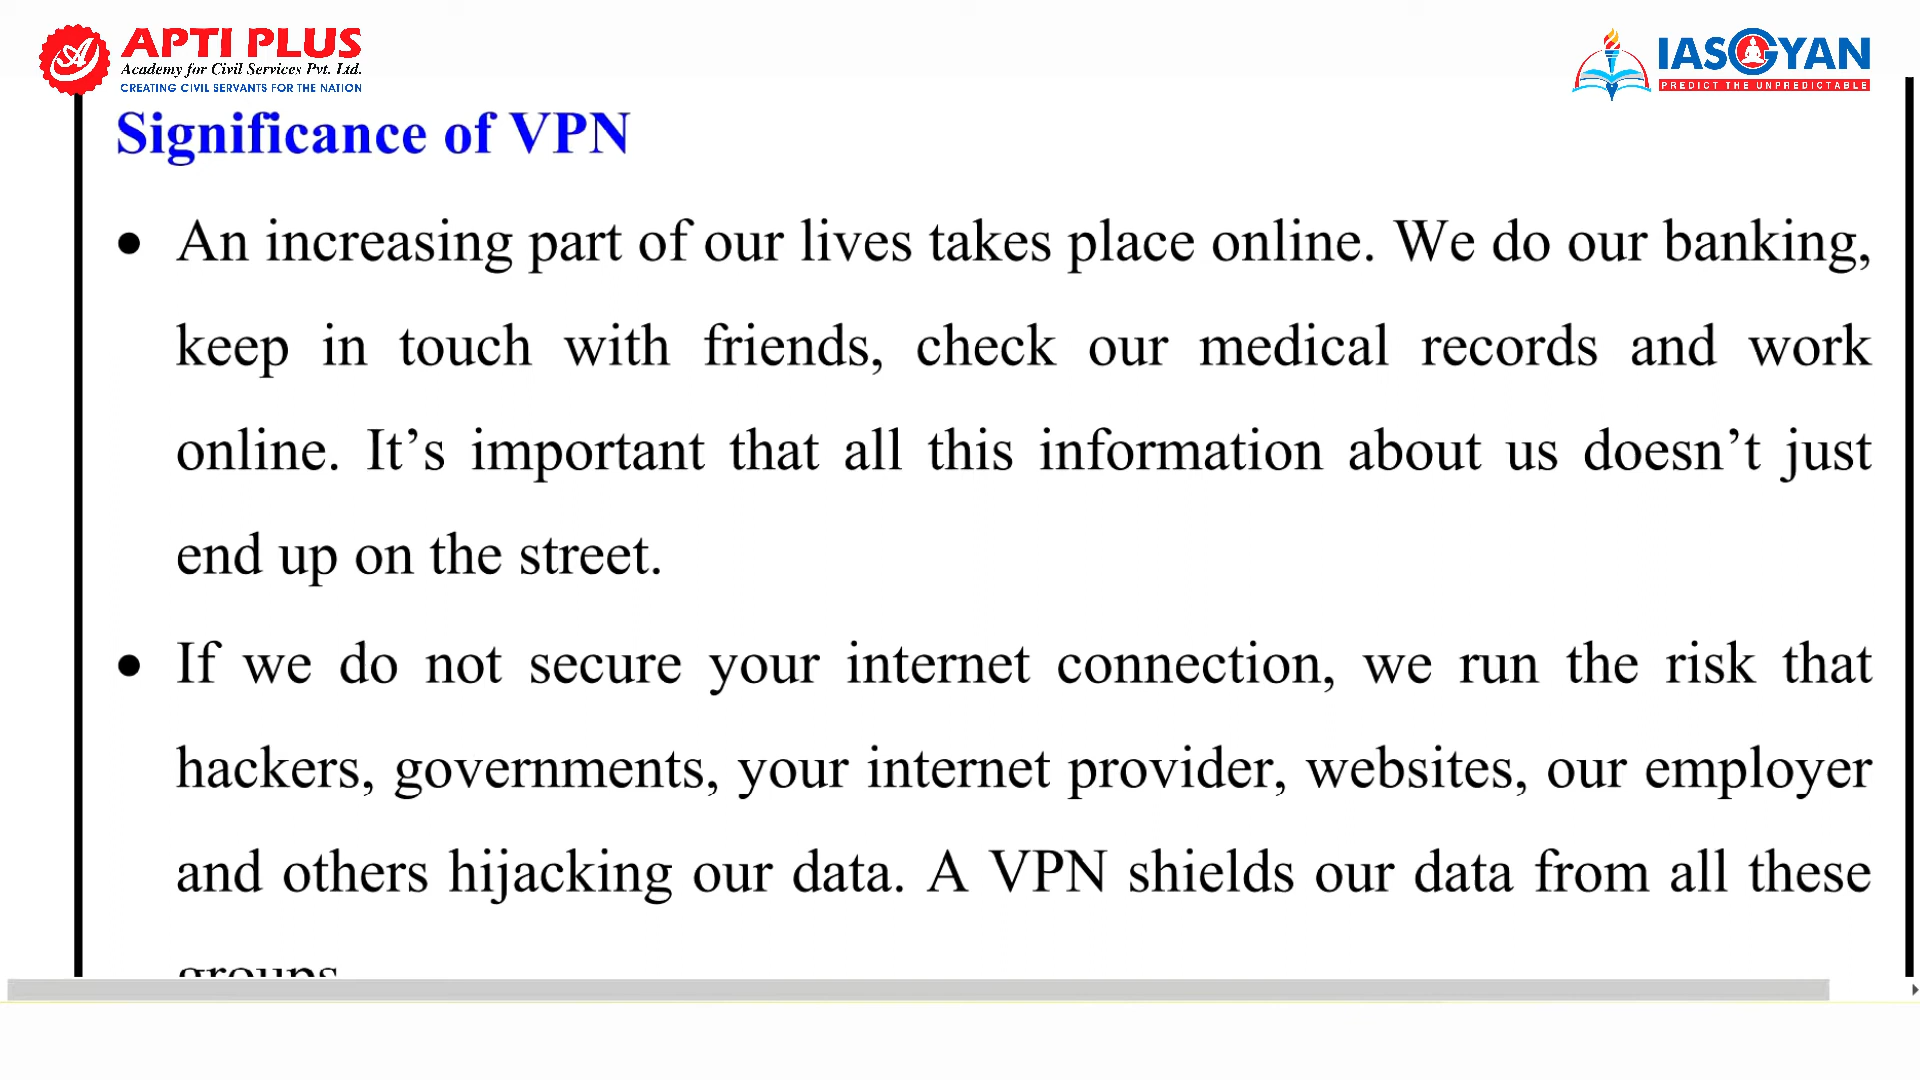 APTI PLUS
Academy for Civil Services Pvt. Ltd.
CREATING CIVIL SERVANTS FOR THE NATION
IASGYAN
PREDICT THE UNPREDICTABLE
Significance of VPN
• An increasing part of our lives takes place online. We do our banking,
keep in touch with friends, check our medical records and work
online. It’s important that all this information about us doesn’t just
end up on the street.
• If we do not secure your internet connection, we run the risk that
hackers, governments, your internet provider, websites, our employer
and others hijacking our data. A VPN shields our data from all these
groups